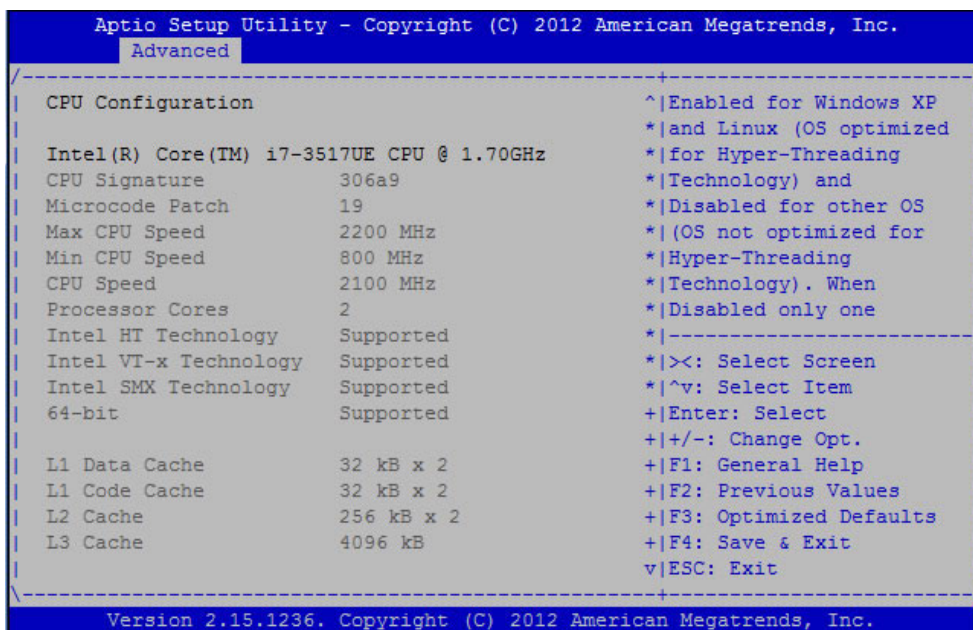 Aptio Setup Utility - Copyright (C) 2012 American Megatrends, Inc.
Advanced
/----------------------------------------------------+-------------------------
| CPU Configuration ^|Enabled for Windows XP
| *|and Linux (OS optimized
| Intel(R) Core(TM) i7-3517UE CPU @ 1.70GHz *|for Hyper-Threading
| CPU Signature 306a9 *|Technology) and
| Microcode Patch 19 *|Disabled for other OS
| Max CPU Speed 2200 MHz *|(OS not optimized for
| Min CPU Speed 800 MHz *|Hyper-Threading
| CPU Speed 2100 MHz *|Technology). When
| Processor Cores 2 *|Disabled only one
| Intel HT Technology Supported *|-------------------------
| Intel VT-x Technology Supported *|><: Select Screen
| Intel SMX Technology Supported *|^v: Select Item
| 64-bit Supported +|Enter: Select
| +|+/-: Change Opt.
| L1 Data Cache 32 kB x 2 +|F1: General Help
| L1 Code Cache 32 kB x 2 +|F2: Previous Values
| L2 Cache 256 kB x 2 +|F3: Optimized Defaults
| L3 Cache 4096 kB +|F4: Save & Exit
| v|ESC: Exit
\----------------------------------------------------+-------------------------
Version 2.15.1236. Copyright (C) 2012 American Megatrends, Inc.